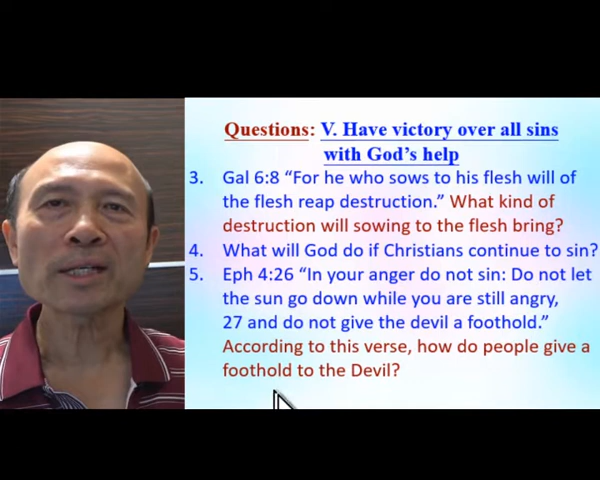 Questions: V. Have victory over all sins
with God's help
3. Gal 6:8 “For he who sows to his flesh will of
the flesh reap destruction.” What kind of
destruction will sowing to the flesh bring?
4. What will God do if Christians continue to sin?
5. Eph 4:26 “In your anger do not sin: Do not let
the sun go down while you are still angry,
27 and do not give the devil a foothold.”
According to this verse, how do people give a
foothold to the Devil?